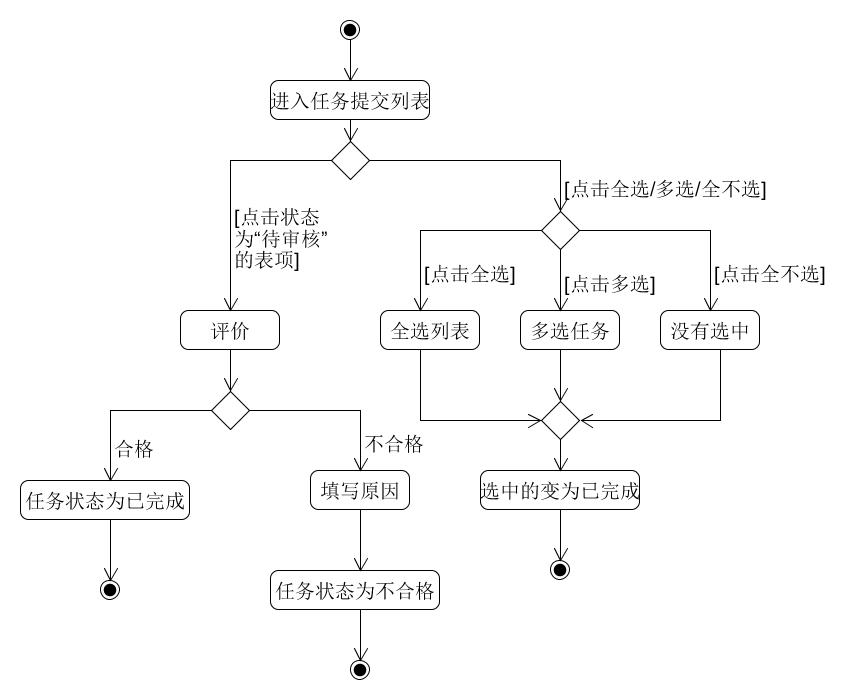 进入任务提交列表
[点击全选/多选/全不选]
[点击状态
为“待审核”
的表项]
[点击全选]
[点击多选]
[点击全不选]
评价
全选列表
多选任务
没有选中
合格
不合格
任务状态为已完成
填写原因
选中的变为已完成
任务状态为不合格